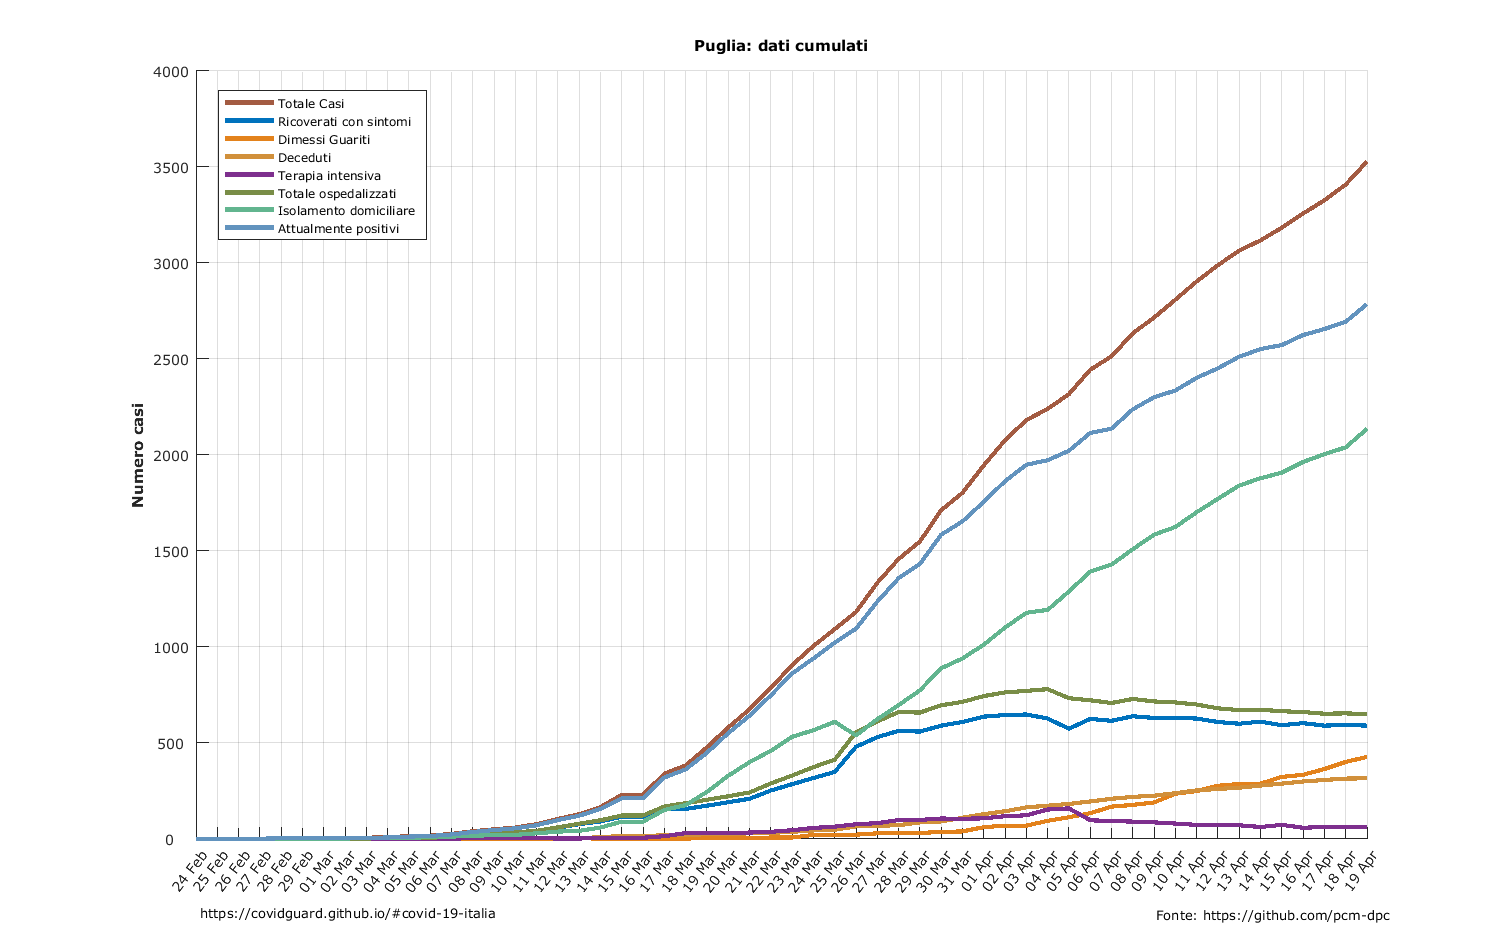 Puglia: dati cumulati
4000
3500
3000
2500
2000
1500
1000
500
0
Numero casi
Totale Casi
Ricoverati con sintomi
Dimessi Guariti
Deceduti
Terapia intensiva
Totale ospedalizzati
Isolamento domiciliare
Attualmente positivi
24 Feb
25 Feb
26 Feb
27 Feb
28 Feb
29 Feb
01 Mar
02 Mar
03 Mar
04 Mar
05 Mar
06 Mar
07 Mar
08 Mar
09 Mar
10 Mar
11 Mar
12 Mar
13 Mar
14 Mar
15 Mar
16 Mar
17 Mar
18 Mar
19 Mar
20 Mar
21 Mar
22 Mar
23 Mar
24 Mar
25 Mar
26 Mar
27 Mar
28 Mar
29 Mar
30 Mar
31 Mar
01 Apr
02 Apr
03 Apr
04 Apr
05 Apr
06 Apr
07 Apr
08 Apr
09 Apr
10 Apr
11 Apr
12 Apr
13 Apr
14 Apr
15 Apr
16 Apr
17 Apr
18 Apr
19 Apr
https://covidguard.github.io/#covid-19-italia
Fonte: https://github.com/pcm-dpc